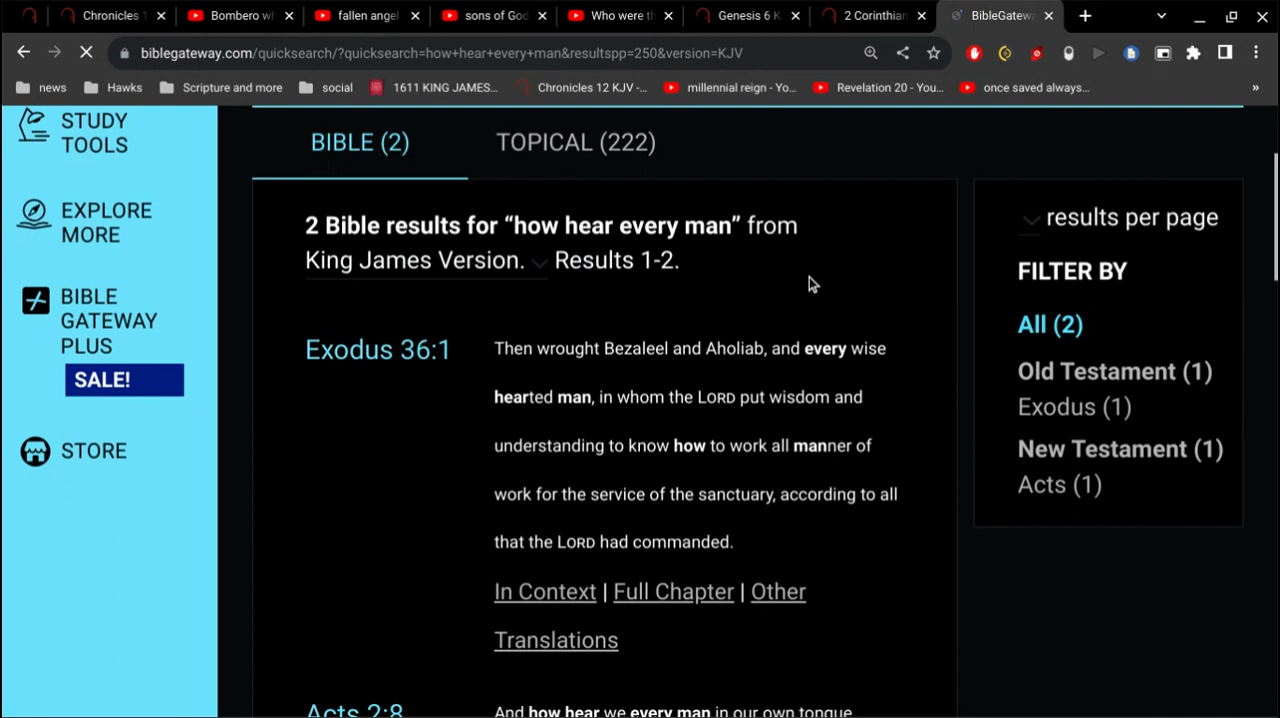 Chronicles 1
Bombero wh
fallen angel
sons of God
Who were th
Genesis 6 K
2 Corinthian
BibleGatewa
biblegateway.com/quicksearch/?quicksearch=how+hear+every+man&resultspp=250&version=KJV
news
Hawks
Scripture and more
social
1611 KING JAMES...
Chronicles 12 KJV -...
millennial reign - Yo...
Revelation 20 - You...
once saved always...
»
STUDY
TOOLS
EXPLORE
MORE
BIBLE
GATEWAY
PLUS
SALE!
STORE
BIBLE (2)
TOPICAL (222)
2 Bible results for “how hear every man” from
King James Version. Results 1-2.
Exodus 36:1
Then wrought Bezaleel and Aholiab, and every wise
hearted man, in whom the LORD put wisdom and
understanding to know how to work all manner of
work for the service of the sanctuary, according to all
that the LORD had commanded.
In Context | Full Chapter | Other
Translations
Acts 2:8
And how hear we every man in our own tongue
results per page
FILTER BY
All (2)
Old Testament (1)
Exodus (1)
New Testament (1)
Acts (1)